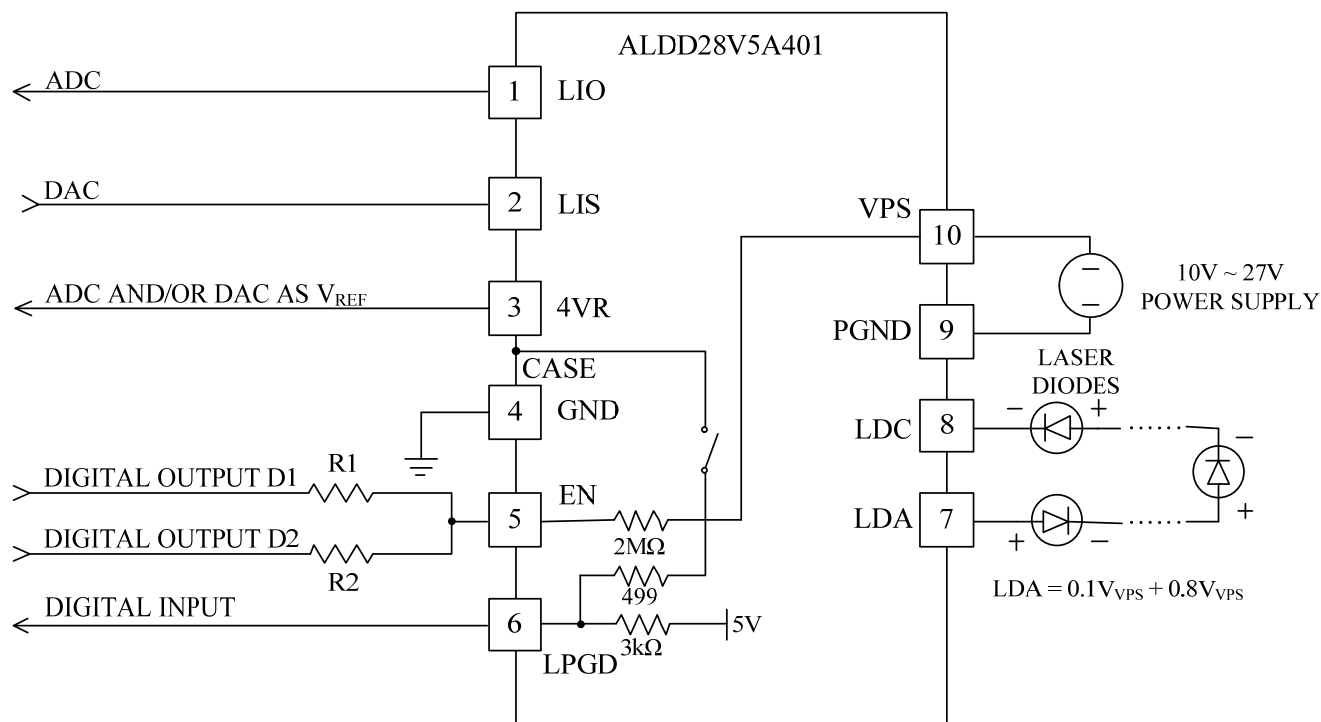 ALDD28V5A401
ADC
1
LIO
DAC
2
LIS
ADC AND/OR DAC AS VREF
3
4VR
CASE
4
GND
DIGITAL OUTPUT D1
R1
5
EN
2MΩ
DIGITAL OUTPUT D2
R2
499
DIGITAL INPUT
6
LPGD
3kΩ
5V
VPS
10
−
−
10V ~ 27V
POWER SUPPLY
PGND
9
LASER
DIODES
LDC
8
− +
−
+
LDA
7
+ −
LDA = 0.1VVPS + 0.8VVPS